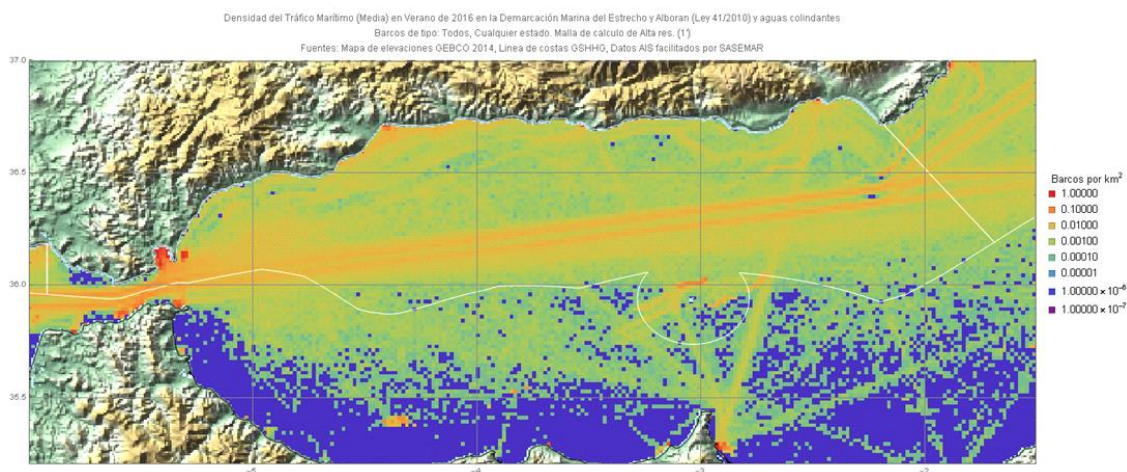 Densidad del Tráfico Marítimo (Media) en Verano de 2016 en la Demarcación Marina del Estrecho y Alboran (Ley 41/2010) y aguas colindantes
Barcos de tipo: Todos, Cualquier estado. Malla de calculo de Alta res. (1')
Fuentes: Mapa de elevaciones GEBCO 2014, Linea de costas GSHHG, Datos AIS facilitados por SASEMAR
37.0
36.5
36.0
35.5
Barcos por km²
1.00000
0.10000
0.01000
0.00100
0.00010
0.00001
1.00000 × 10⁻⁶
1.00000 × 10⁻⁷